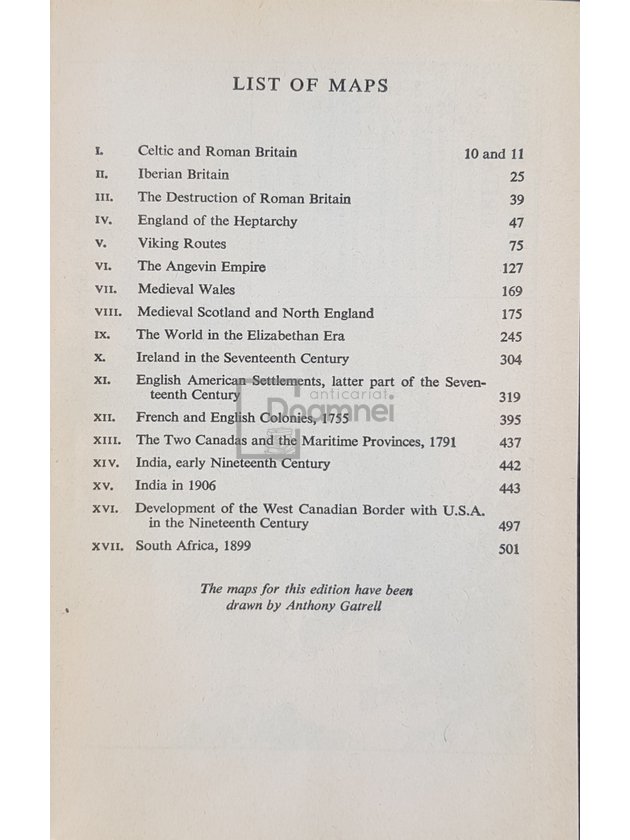 LIST OF MAPS
I. Celtic and Roman Britain 10 and 11
II. Iberian Britain 25
III. The Destruction of Roman Britain 39
IV. England of the Heptarchy 47
V. Viking Routes 75
VI. The Angevin Empire 127
VII. Medieval Wales 169
VIII. Medieval Scotland and North England 175
IX. The World in the Elizabethan Era 245
X. Ireland in the Seventeenth Century 304
XI. English American Settlements, latter part of the Seven-
teenth Century 319
anticariat
Doamnei
XII. French and English Colonies, 1755 395
XIII. The Two Canadas and the Maritime Provinces, 1791 437
XIV. India, early Nineteenth Century 442
XV. India in 1906 443
XVI. Development of the West Canadian Border with U.S.A.
in the Nineteenth Century 497
XVII. South Africa, 1899 501
The maps for this edition have been
drawn by Anthony Gatrell